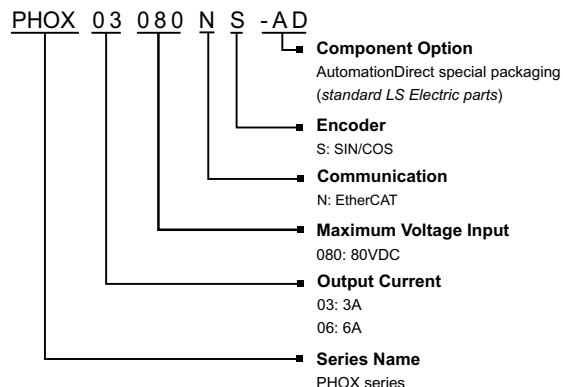 PHOX 03 080 N S -AD
Component Option
AutomationDirect special packaging
(standard LS Electric parts)
Encoder
S: SIN/COS
Communication
N: EtherCAT
Maximum Voltage Input
080: 80VDC
Output Current
03: 3A
06: 6A
Series Name
PHOX series